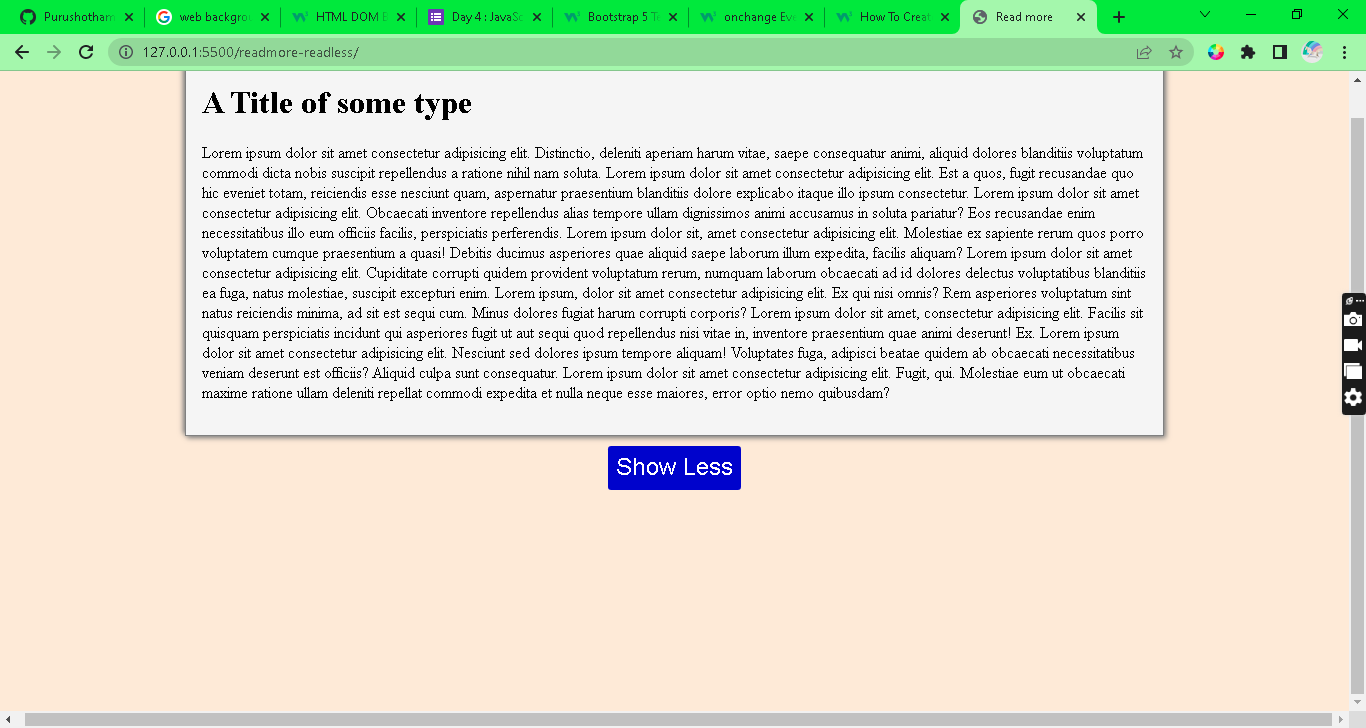 Purushotham
web backgrou
HTML DOM E
Day 4 : JavaSc
Bootstrap 5 T
onchange Eve
How To Creat
Read more
127.0.0.1:5500/readmore-readless/
A Title of some type
Lorem ipsum dolor sit amet consectetur adipisicing elit. Distinctio, deleniti aperiam harum vitae, saepe consequatur animi, aliquid dolores blanditiis voluptatum
commodi dicta nobis suscipit repellendus a ratione nihil nam soluta. Lorem ipsum dolor sit amet consectetur adipisicing elit. Est a quos, fugit recusandae quo
hic eveniet totam, reiciendis esse nesciunt quam, aspernatur praesentium blanditiis dolore explicabo itaque illo ipsum consectetur. Lorem ipsum dolor sit amet
consectetur adipisicing elit. Obcaecati inventore repellendus alias tempore ullam dignissimos animi accusamus in soluta pariatur? Eos recusandae enim
necessitatibus illo eum officiis facilis, perspiciatis perferendis. Lorem ipsum dolor sit, amet consectetur adipisicing elit. Molestiae ex sapiente rerum quos porro
voluptatem cumque praesentium a quasi! Debitis ducimus asperiores quae aliquid saepe laborum illum expedita, facilis aliquam? Lorem ipsum dolor sit amet
consectetur adipisicing elit. Cupiditate corrupti quidem provident voluptatum rerum, numquam laborum obcaecati ad id dolores delectus voluptatibus blanditiis
ea fuga, natus molestiae, suscipit excepturi enim. Lorem ipsum, dolor sit amet consectetur adipisicing elit. Ex qui nisi omnis? Rem asperiores voluptatum sint
natus reiciendis minima, ad sit est sequi cum. Minus dolores fugiat harum corrupti corporis? Lorem ipsum dolor sit amet, consectetur adipisicing elit. Facilis sit
quisquam perspiciatis incidunt qui asperiores fugit ut aut sequi quod repellendus nisi vitae in, inventore praesentium quae animi deserunt! Ex. Lorem ipsum
dolor sit amet consectetur adipisicing elit. Nesciunt sed dolores ipsum tempore aliquam! Voluptates fuga, adipisci beatae quidem ab obcaecati necessitatibus
veniam deserunt est officiis? Aliquid culpa sunt consequatur. Lorem ipsum dolor sit amet consectetur adipisicing elit. Fugit, qui. Molestiae eum ut obcaecati
maxime ratione ullam deleniti repellat commodi expedita et nulla neque esse maiores, error optio nemo quibusdam?
Show Less